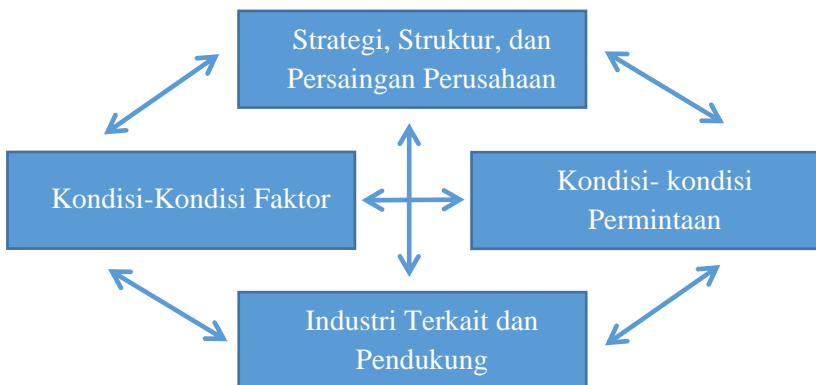 Strategi, Struktur, dan
Persaingan Perusahaan
Kondisi-Kondisi Faktor
Kondisi- kondisi
Permintaan
Industri Terkait dan
Pendukung